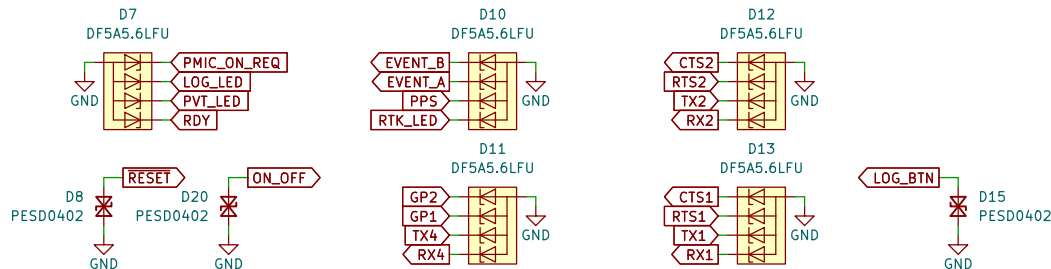 D7
DF5A5.6LFU
PMIC_ON_REQ
LOG_LED
PVT_LED
RDY
GND
D10
DF5A5.6LFU
EVENT_B
EVENT_A
PPS
RTK_LED
GND
D12
DF5A5.6LFU
CTS2
RTS2
TX2
RX2
GND
D8
PESD0402
RESET
GND
D20
PESD0402
ON_OFF
GND
D11
DF5A5.6LFU
GP2
GP1
TX4
RX4
GND
D13
DF5A5.6LFU
CTS1
RTS1
TX1
RX1
GND
LOG_BTN
D15
PESD0402
GND